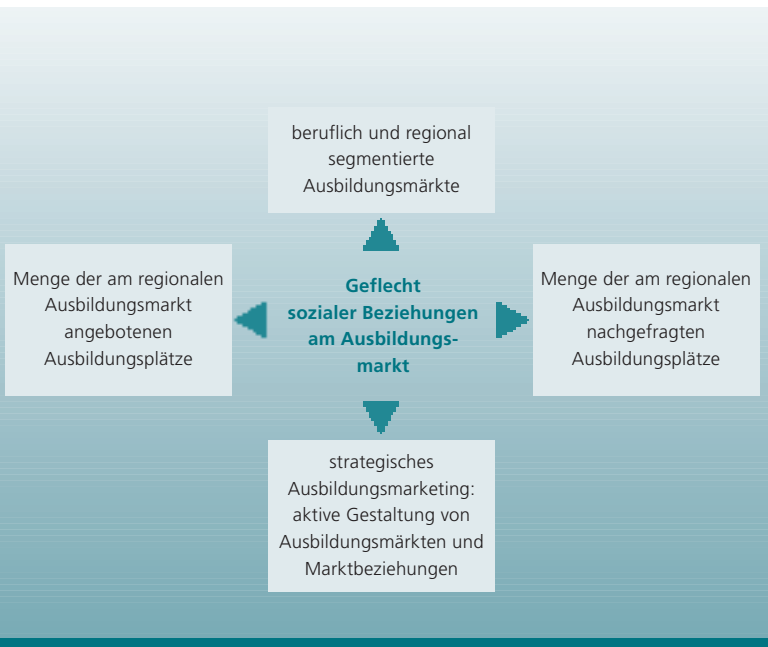 beruflich und regional
segmentierte
Ausbildungsmärkte
Menge der am regionalen
Ausbildungsmarkt
angebotenen
Ausbildungsplätze
Geflecht
sozialer Beziehungen
am Ausbildungs-
markt
Menge der am regionalen
Ausbildungsmarkt
nachgefragten
Ausbildungsplätze
strategisches
Ausbildungsmarketing:
aktive Gestaltung von
Ausbildungsmärkten und
Marktbeziehungen